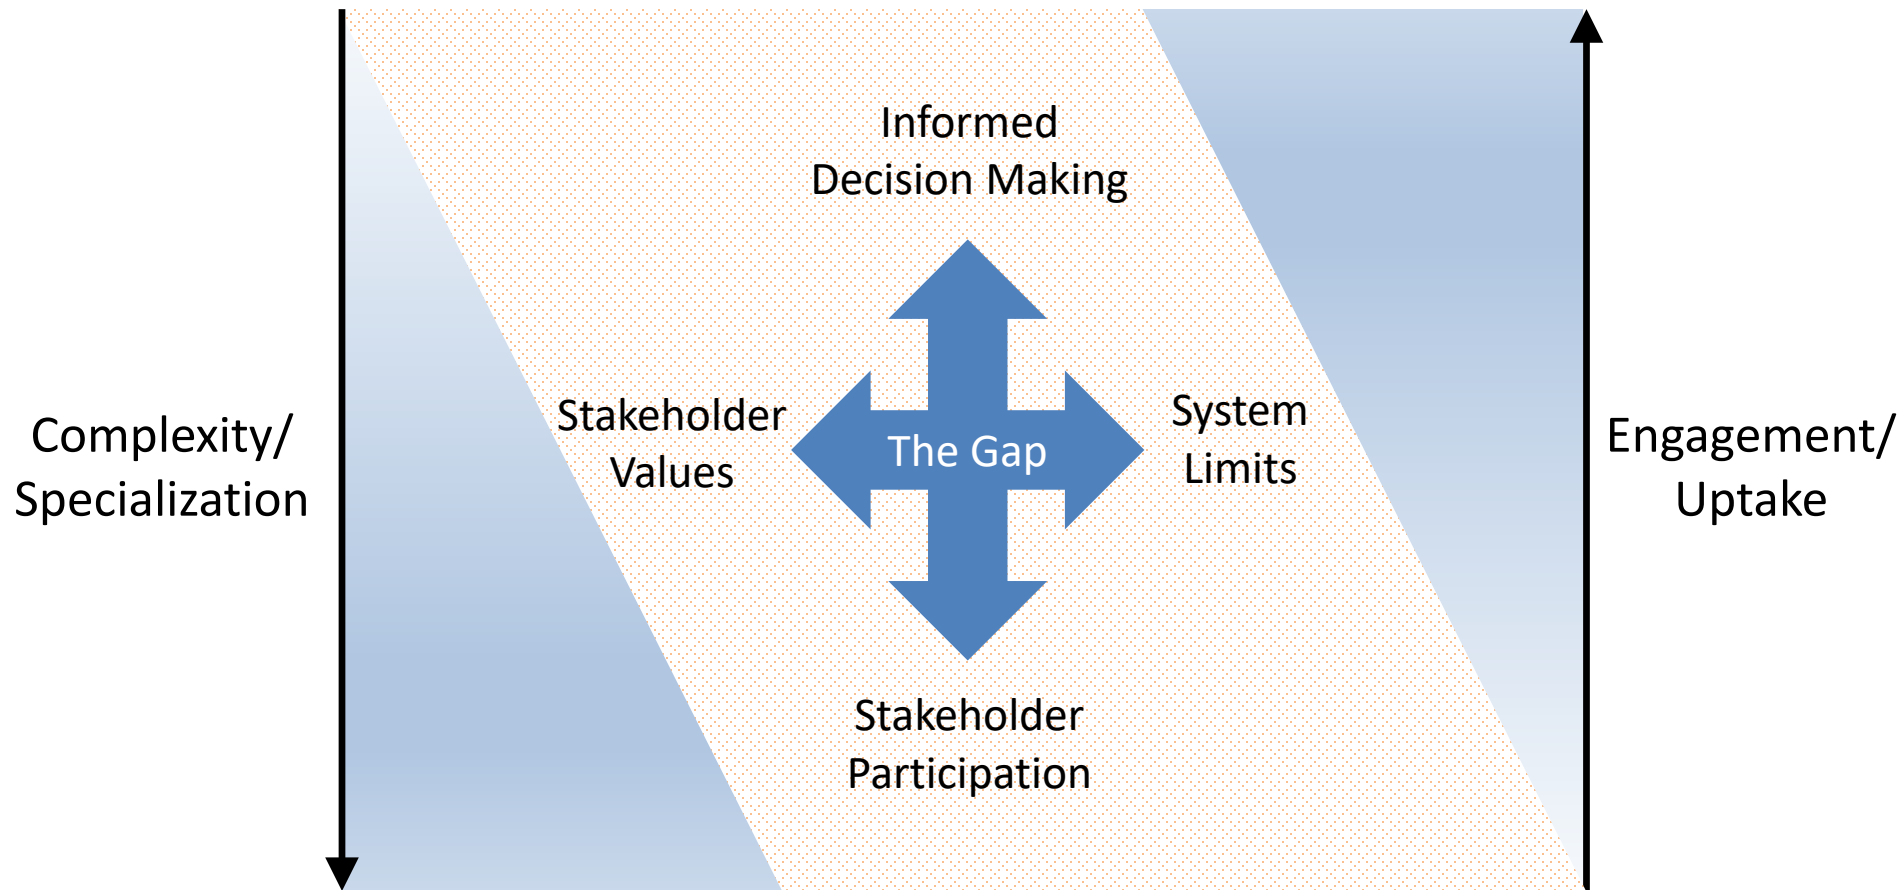 Informed
Decision Making
Complexity/
Specialization
Stakeholder
Values
The Gap
System
Limits
Engagement/
Uptake
Stakeholder
Participation